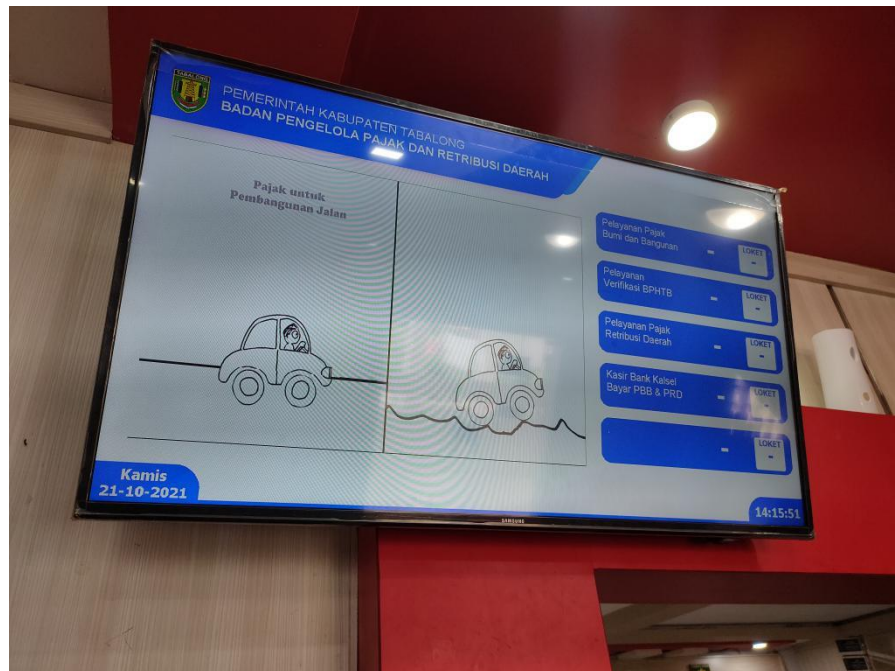 TABALONG
PEMERINTAH KABUPATEN TABALONG
BADAN PENGELOLA PAJAK DAN RETRIBUSI DAERAH
Pajak untuk
Pembangunan Jalan
Pelayanan Pajak
Bumi dan Bangunan
-
LOKET
-
Pelayanan
Verifikasi BPHTB
-
LOKET
-
Pelayanan Pajak
Retribusi Daerah
-
LOKET
-
Kasir Bank Kalsel
Bayar PBB & PRD
-
LOKET
-
-
LOKET
-
Kamis
21-10-2021
14:15:51
SAMSUNG